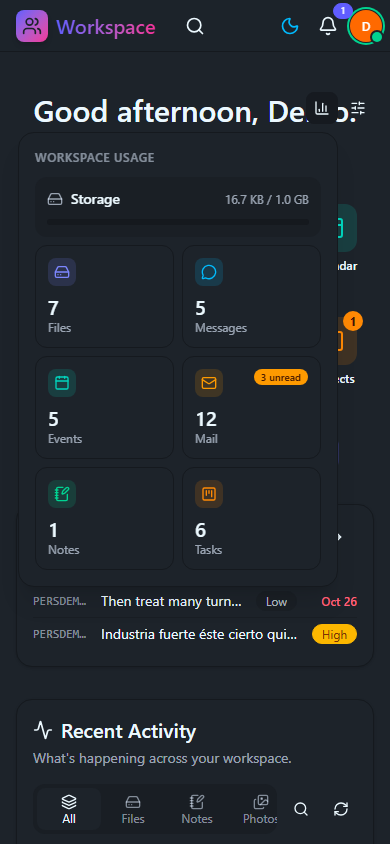 Workspace
1
D
Good afternoon, De
o.
WORKSPACE USAGE
Storage
16.7 KB / 1.0 GB
7
Files
5
Messages
5
Events
3 unread
12
Mail
1
Notes
6
Tasks
ndar
1
ects
PERSDEM…
Then treat many turn…
Low
Oct 26
PERSDEM…
Industria fuerte éste cierto qui…
High
Recent Activity
What's happening across your workspace.
All
Files
Notes
Photos